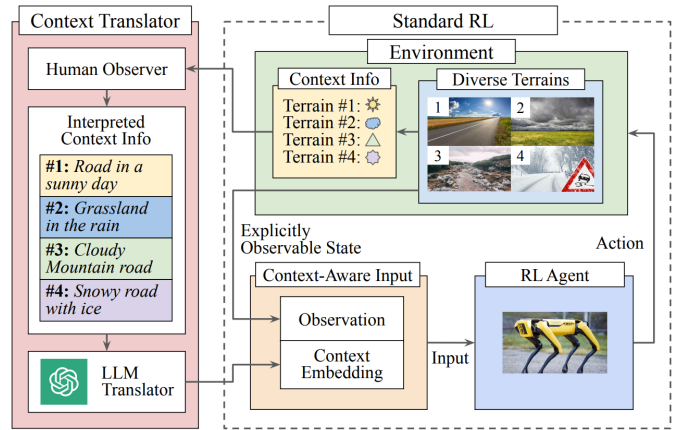 Context Translator
Human Observer
Interpreted
Context Info
#1: Road in a
sunny day
#2: Grassland
in the rain
#3: Cloudy
Mountain road
#4: Snowy road
with ice
LLM
Translator
Standard RL
Environment
Context Info
Terrain #1:
Terrain #2:
Terrain #3:
Terrain #4:
Diverse Terrains
1
2
3
4
Explicitly
Observable State
Action
Context-Aware Input
Observation
Context
Embedding
Input
RL Agent